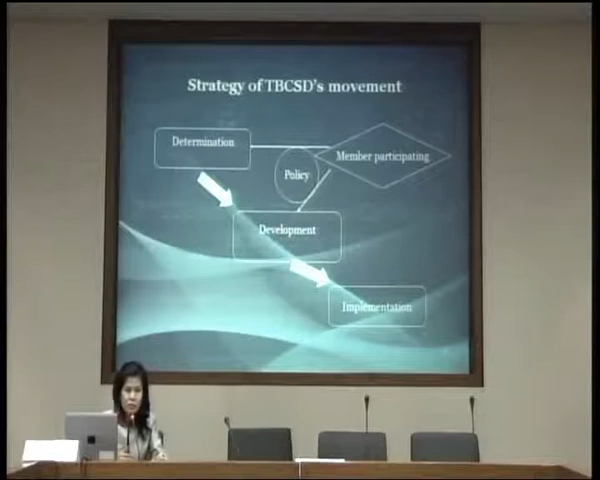 Strategy of TBCSD's movement
Determination
Member participating
Policy
Development
Implementation